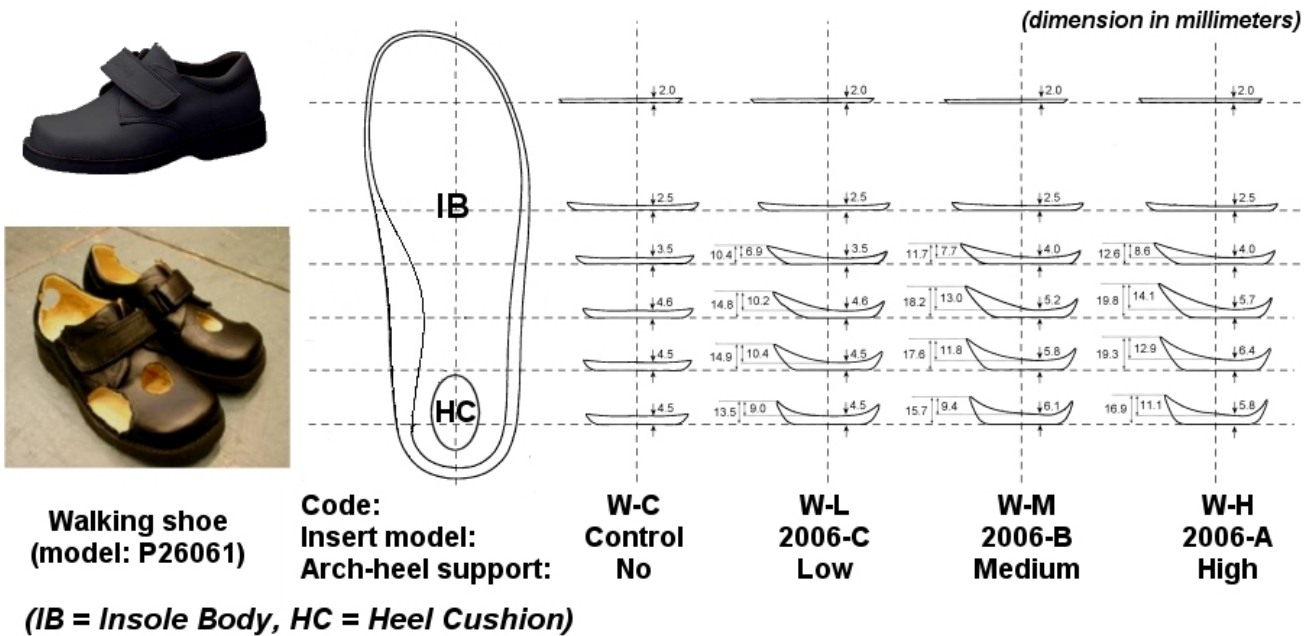 (dimension in millimeters)
2.0 2.0 2.0 2.0
IB
2.5 2.5 2.5 2.5
3.5 10.4 6.9 3.5 11.7 7.7 4.0 12.6 8.6 4.0
4.6 14.8 10.2 4.6 18.2 13.0 5.2 19.8 14.1 5.7
4.5 14.9 10.4 4.5 17.6 11.8 5.8 19.3 12.9 6.4
HC
4.5 13.5 9.0 4.5 15.7 9.4 6.1 16.9 11.1 5.8
Walking shoe
(model: P26061)
Code: W-C W-L W-M W-H
Insert model: Control 2006-C 2006-B 2006-A
Arch-heel support: No Low Medium High
(IB = Insole Body, HC = Heel Cushion)